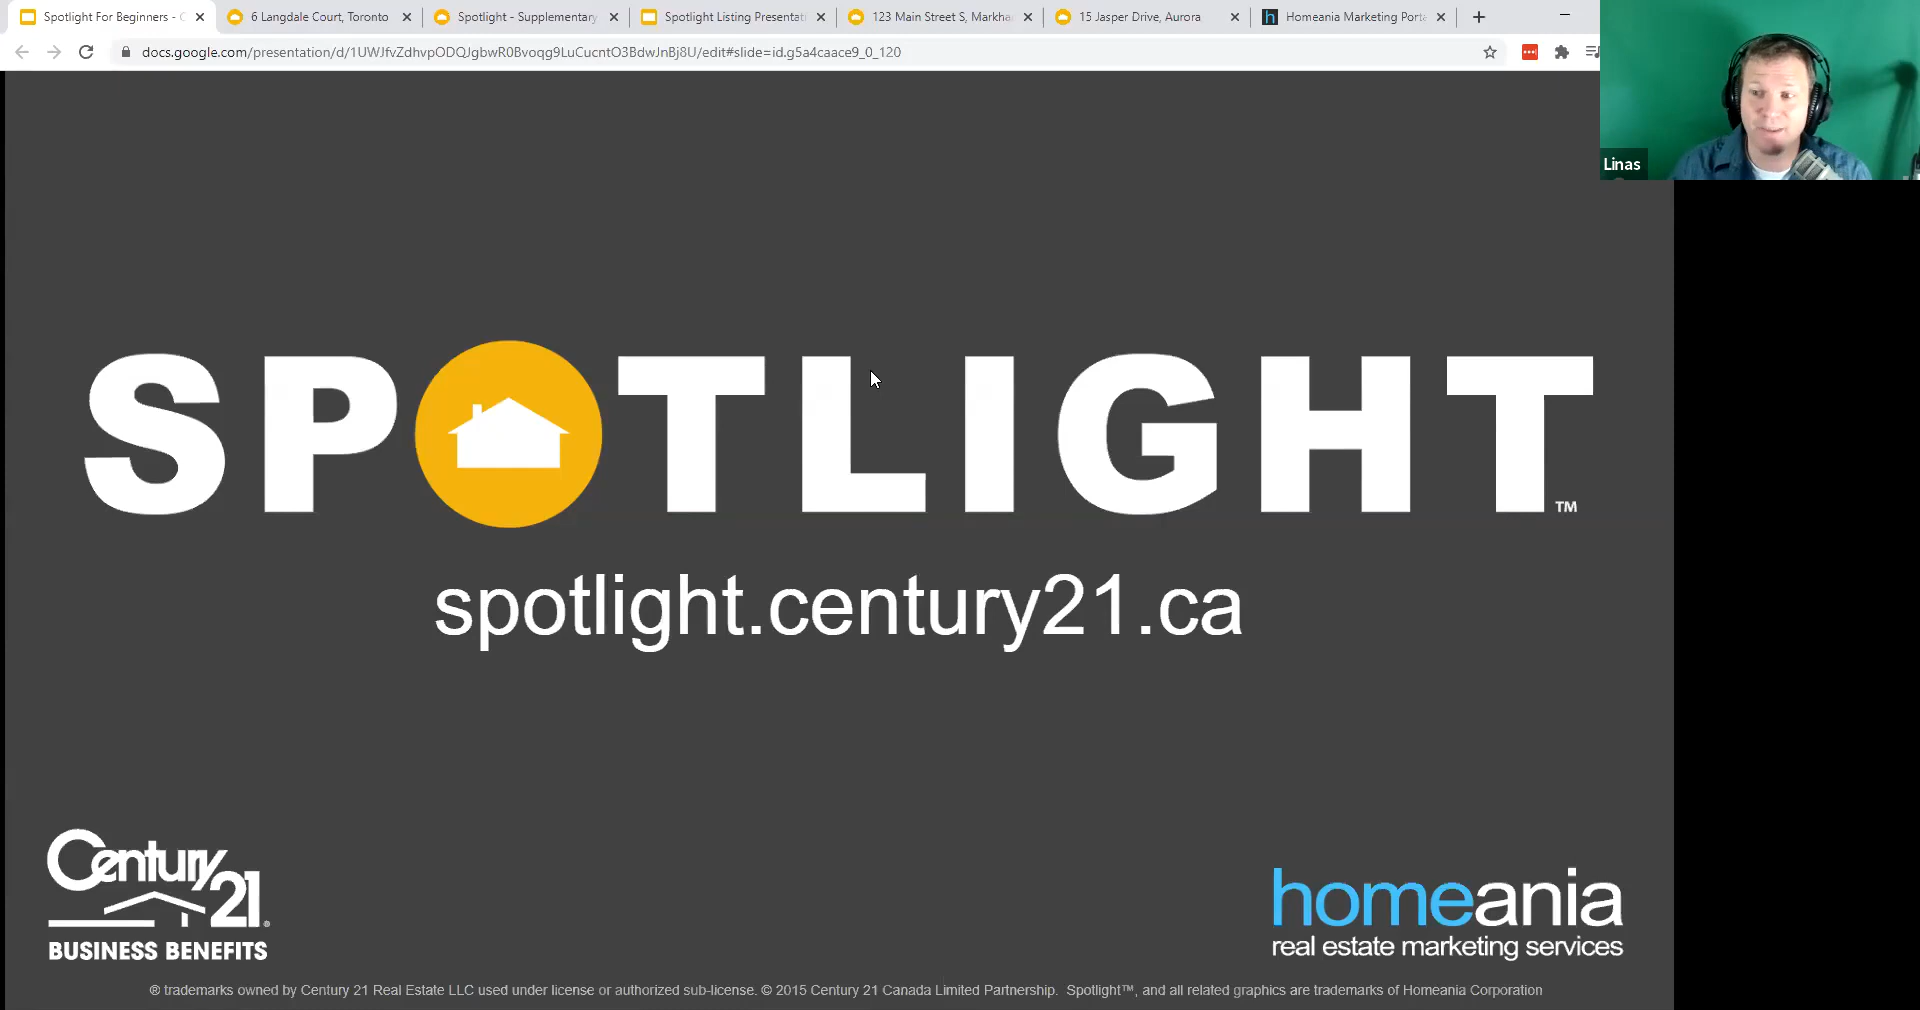 Spotlight For Beginners -
6 Langdale Court, Toronto
Spotlight - Supplementary
Spotlight Listing Presentati
123 Main Street S, Markha
15 Jasper Drive, Aurora
Homeania Marketing Porta
docs.google.com/presentation/d/1UWJfvZdhvpODQJgbwR0Bvoqg9LuCucntO3BdwJnBj8U/edit#slide=id.g5a4caace9_0_120
Linas
SPOTLIGHT™
spotlight.century21.ca
Century 21®
BUSINESS BENEFITS
homeania
real estate marketing services
® trademarks owned by Century 21 Real Estate LLC used under license or authorized sub-license. © 2015 Century 21 Canada Limited Partnership. Spotlight™, and all related graphics are trademarks of Homeania Corporation